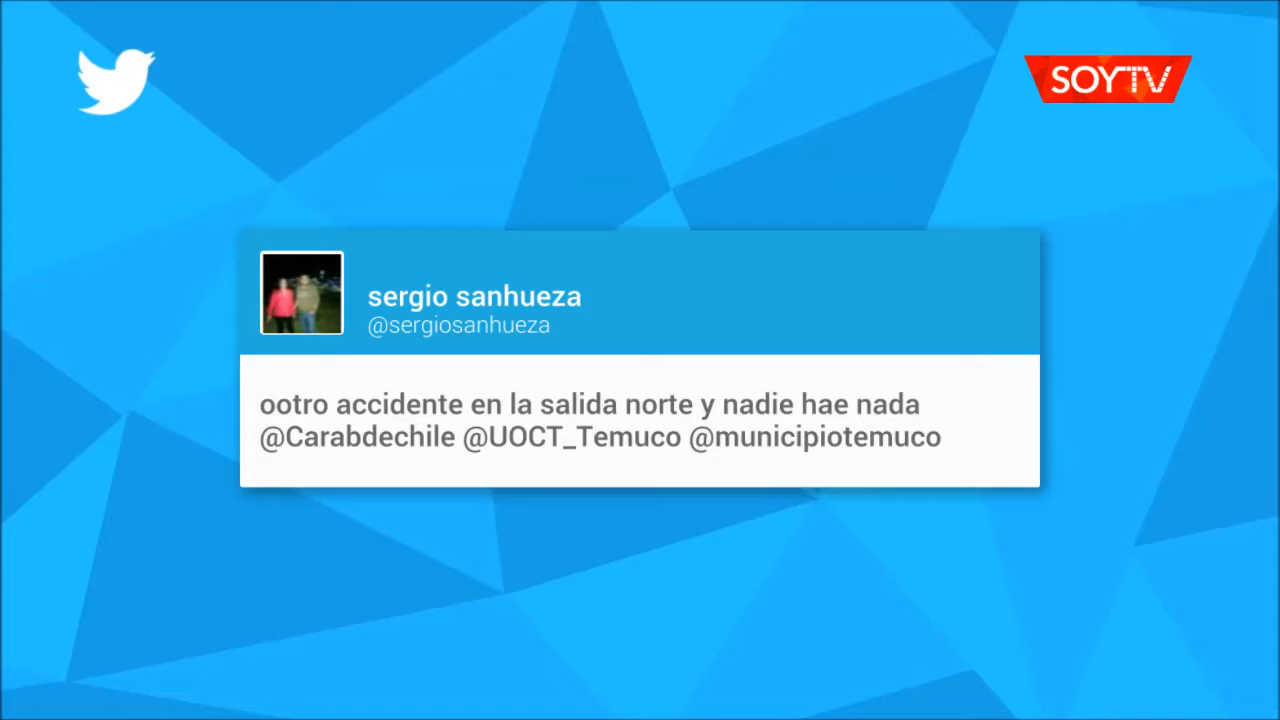 SOYTV
sergio sanhueza
@sergiosanhueza
ootro accidente en la salida norte y nadie hae nada
@Carabdechile @UOCT_Temuco @municipiotemuco